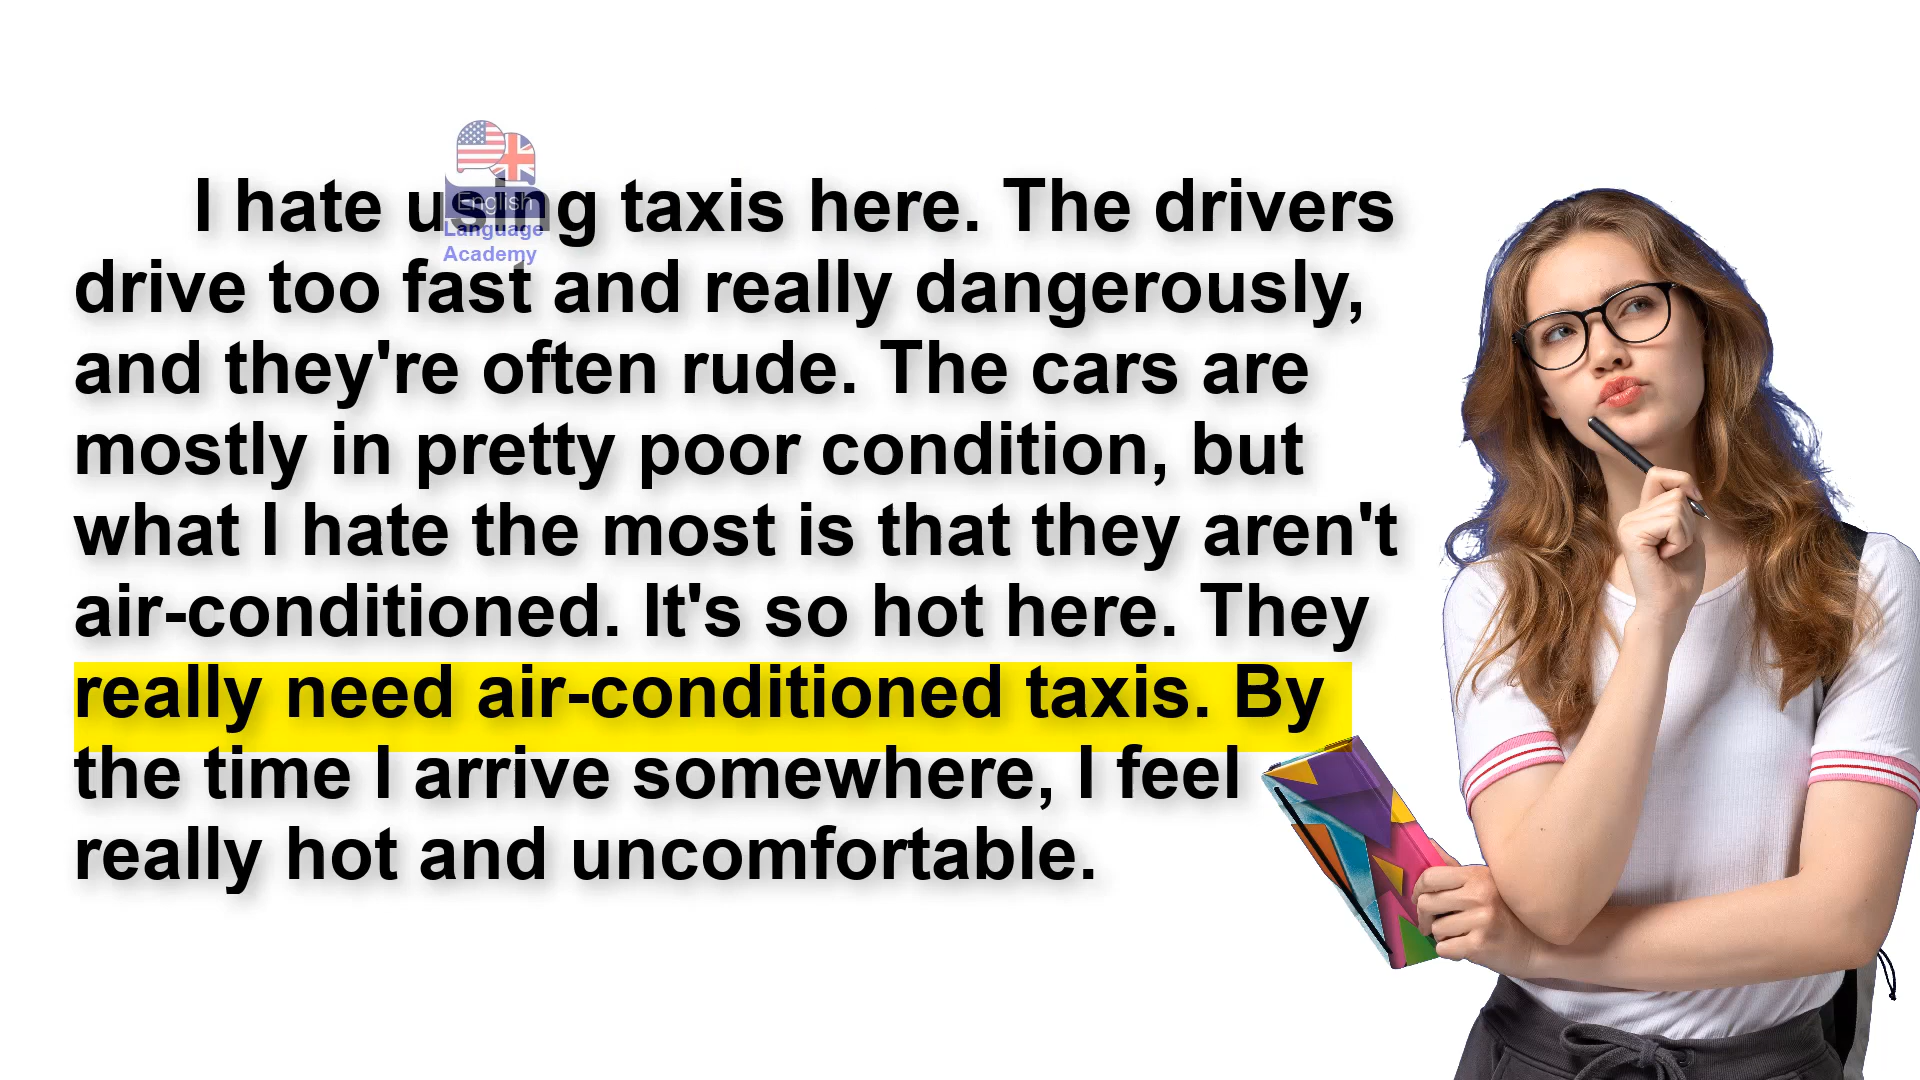 I hate using taxis here. The drivers
drive too fast and really dangerously,
and they're often rude. The cars are
mostly in pretty poor condition, but
what I hate the most is that they aren't
air-conditioned. It's so hot here. They
really need air-conditioned taxis. By
the time I arrive somewhere, I feel
really hot and uncomfortable.
English
Language
Academy